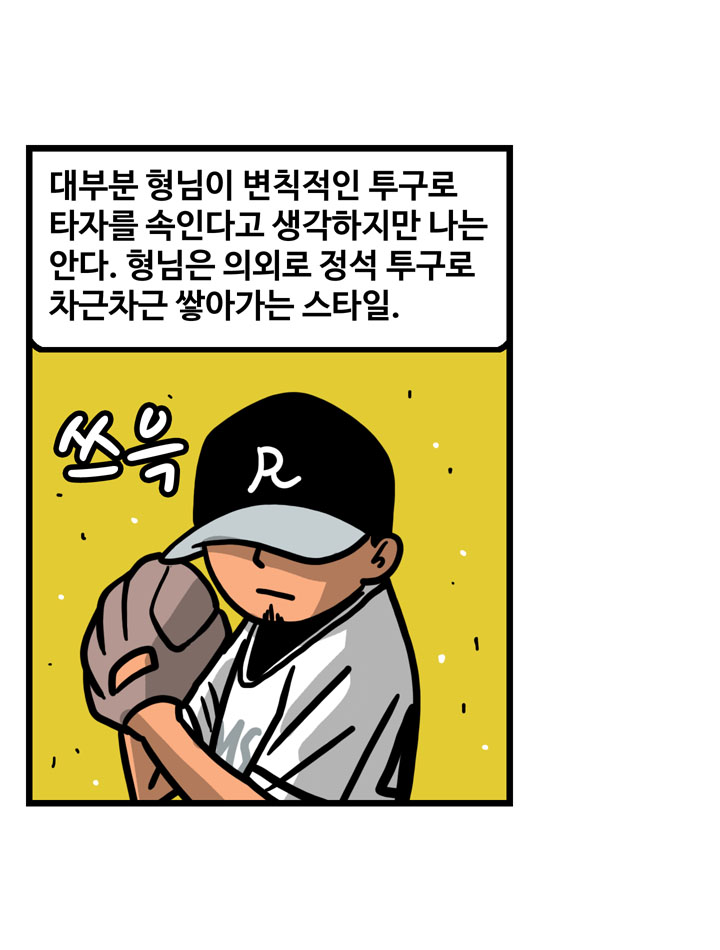 대부분 형님이 변칙적인 투구로
타자를 속인다고 생각하지만 나는
안다. 형님은 의외로 정석 투구로
차근차근 쌓아가는 스타일.
쓰윽
R
MS